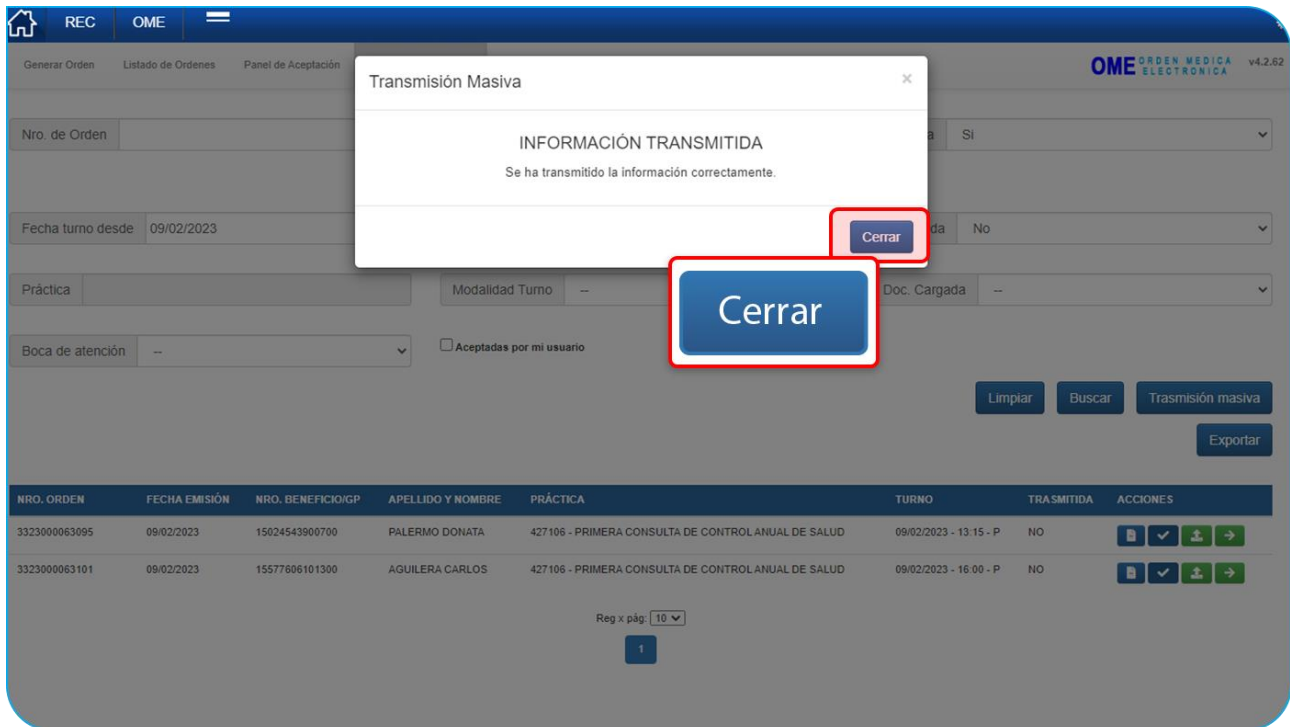 REC OME
Generar Orden Listado de Ordenes Panel de Aceptación OME ORDEN MEDICA ELECTRONICA v4.2.62
Transmisión Masiva ×
INFORMACIÓN TRANSMITIDA
Se ha transmitido la información correctamente.
Cerrar
Cerrar
Nro. de Orden a Si
Fecha turno desde 09/02/2023 da No
Práctica Modalidad Turno -- Doc. Cargada --
Boca de atención -- Aceptadas por mi usuario
Limpiar Buscar Trasmisión masiva
Exportar
NRO. ORDEN FECHA EMISIÓN NRO. BENEFICIO/GP APELLIDO Y NOMBRE PRÁCTICA TURNO TRASMITIDA ACCIONES
3323000063095 09/02/2023 15024543900700 PALERMO DONATA 427106 - PRIMERA CONSULTA DE CONTROL ANUAL DE SALUD 09/02/2023 - 13:15 - P NO
3323000063101 09/02/2023 15577606101300 AGUILERA CARLOS 427106 - PRIMERA CONSULTA DE CONTROL ANUAL DE SALUD 09/02/2023 - 16:00 - P NO
Reg x pág: 10
1